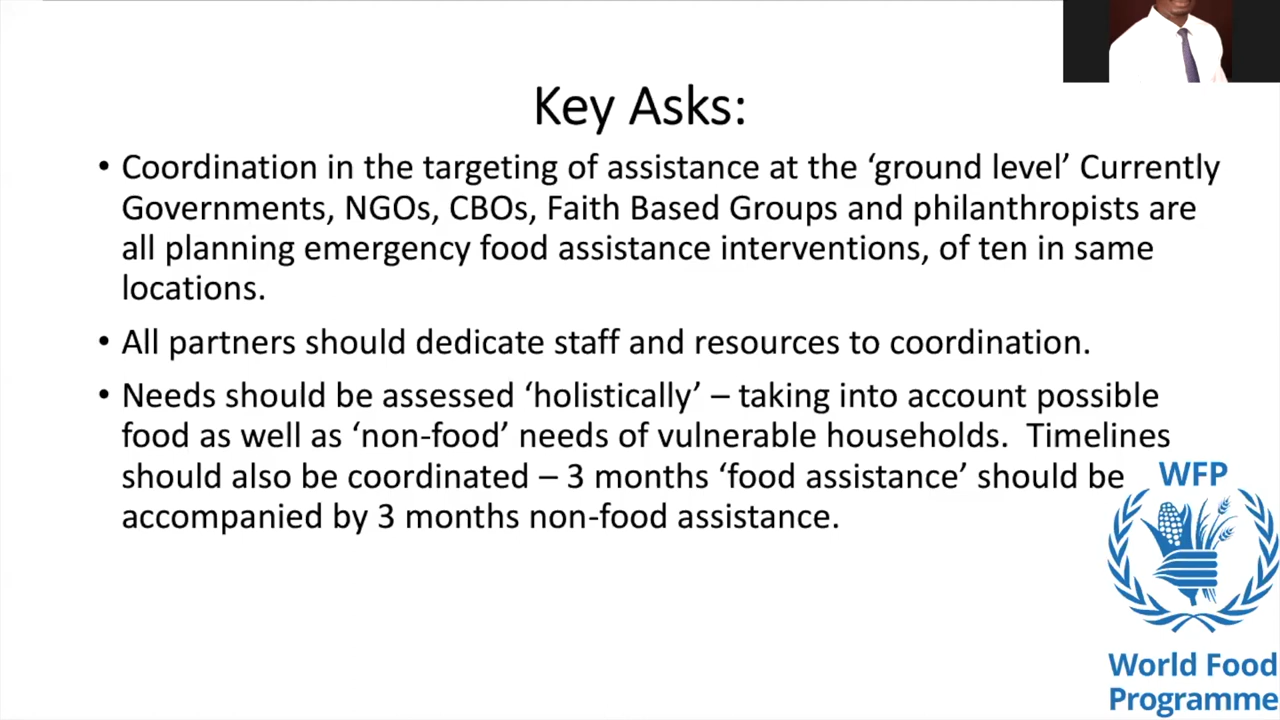 Key Asks:
• Coordination in the targeting of assistance at the ‘ground level’ Currently
Governments, NGOs, CBOs, Faith Based Groups and philanthropists are
all planning emergency food assistance interventions, of ten in same
locations.
• All partners should dedicate staff and resources to coordination.
• Needs should be assessed ‘holistically’ – taking into account possible
food as well as ‘non-food’ needs of vulnerable households.  Timelines
should also be coordinated – 3 months ‘food assistance’ should be
accompanied by 3 months non-food assistance.
WFP
World Food
Programme